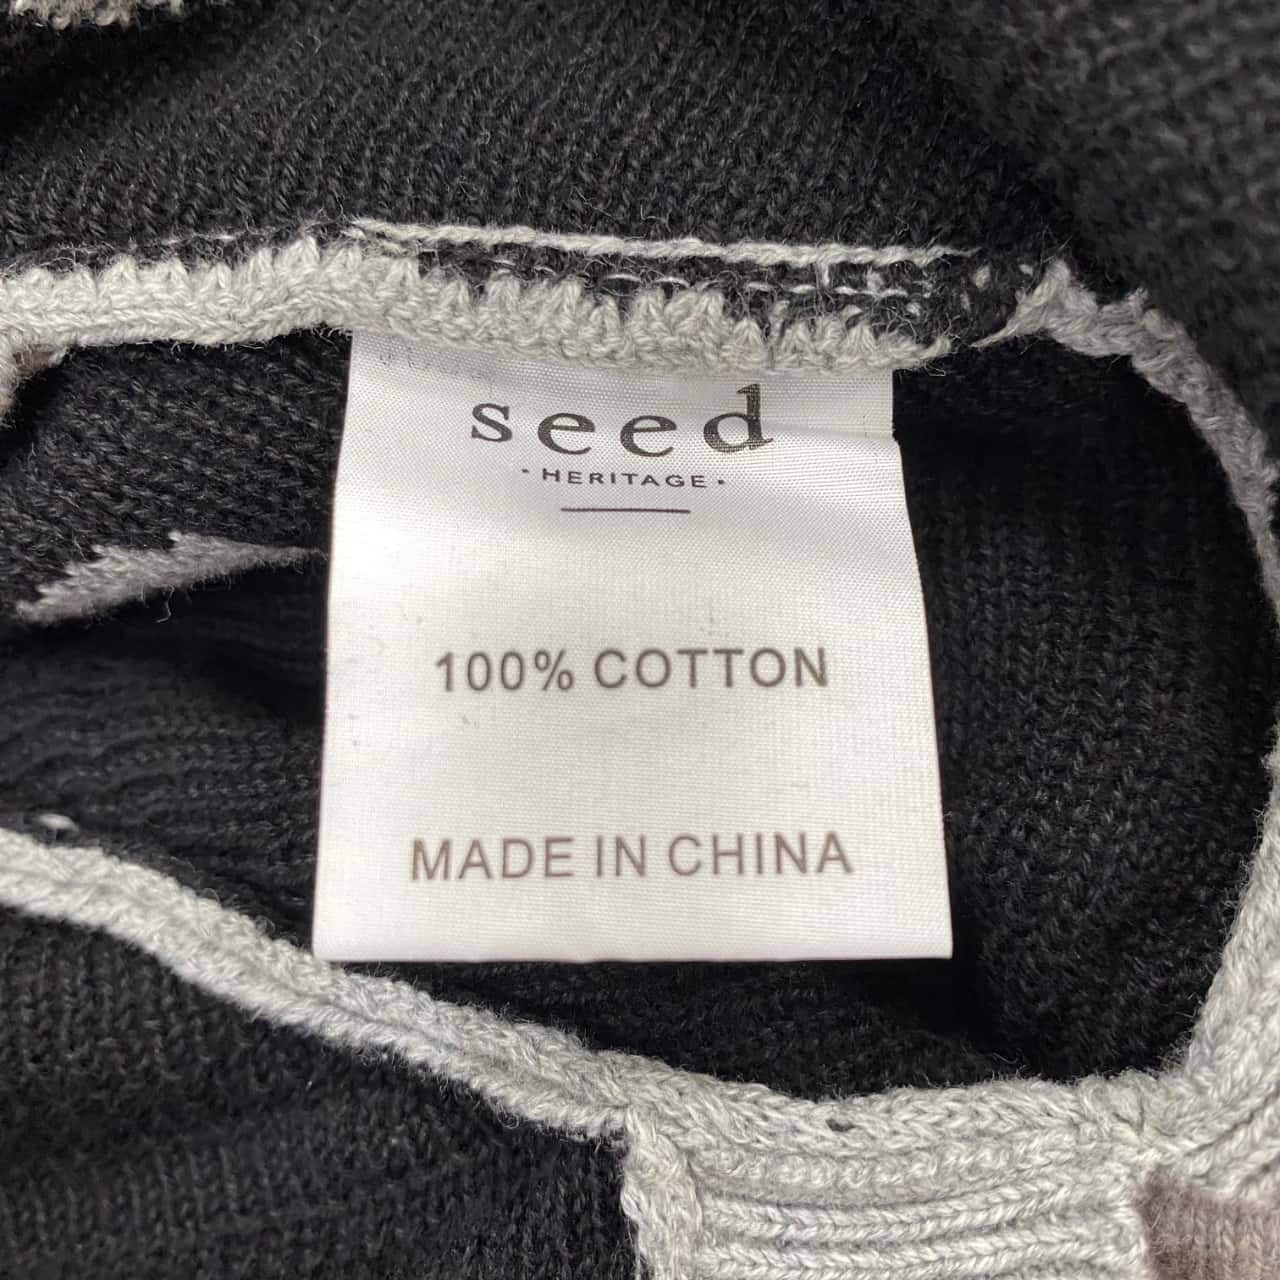 seed
·HERITAGE·
100% COTTON
MADE IN CHINA